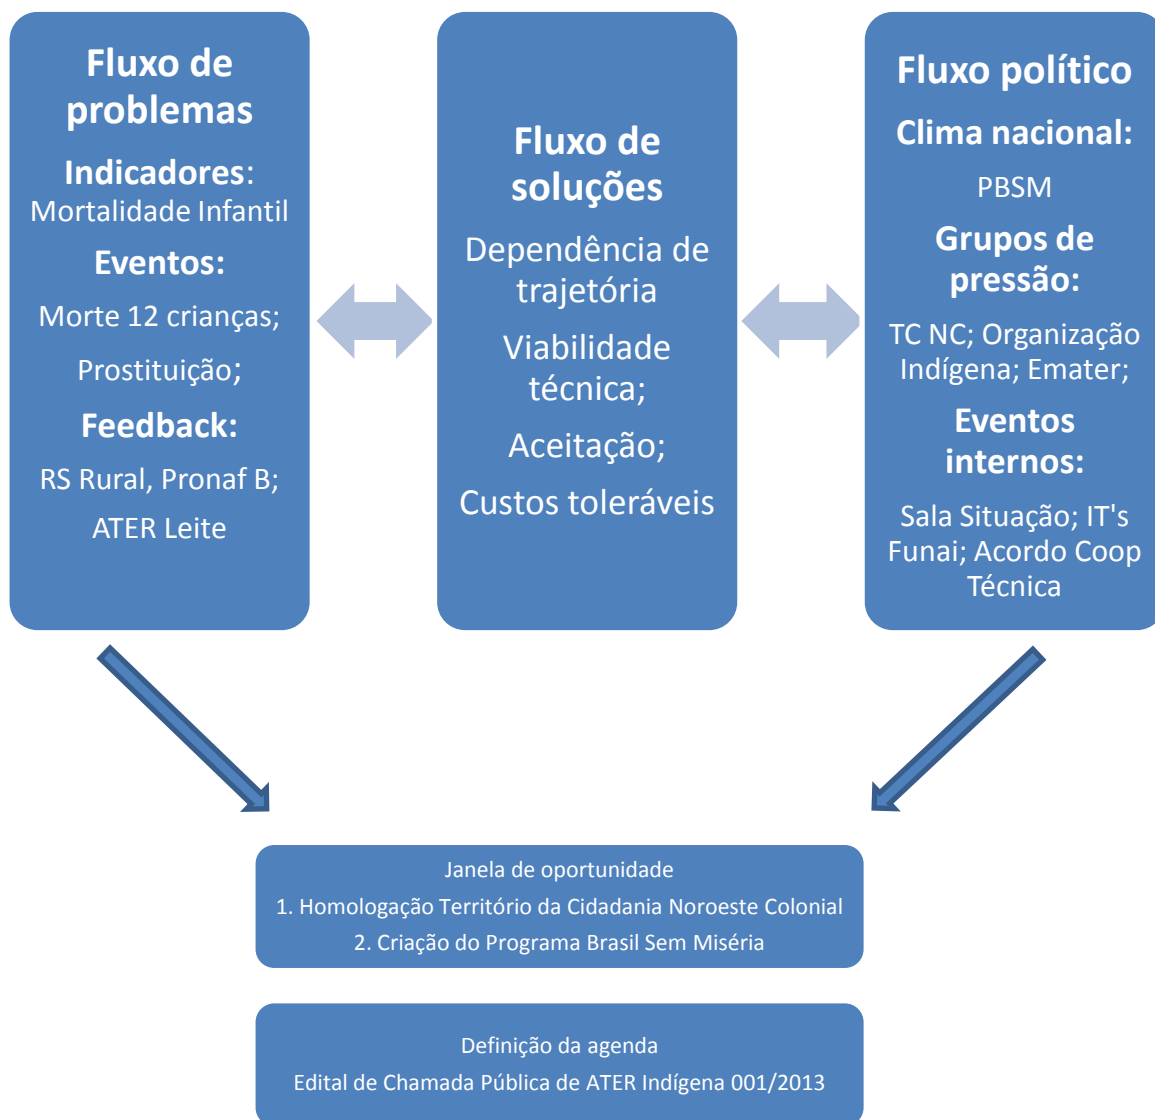 Fluxo de
problemas
Indicadores:
Mortalidade Infantil
Eventos:
Morte 12 crianças;
Prostituição;
Feedback:
RS Rural, Pronaf B;
ATER Leite
Fluxo de
soluções
Dependência de
trajetória
Viabilidade
técnica;
Aceitação;
Custos toleráveis
Fluxo político
Clima nacional:
PBSM
Grupos de
pressão:
TC NC; Organização
Indígena; Emater;
Eventos
internos:
Sala Situação; IT's
Funai; Acordo Coop
Técnica
Janela de oportunidade
1. Homologação Território da Cidadania Noroeste Colonial
2. Criação do Programa Brasil Sem Miséria
Definição da agenda
Edital de Chamada Pública de ATER Indígena 001/2013